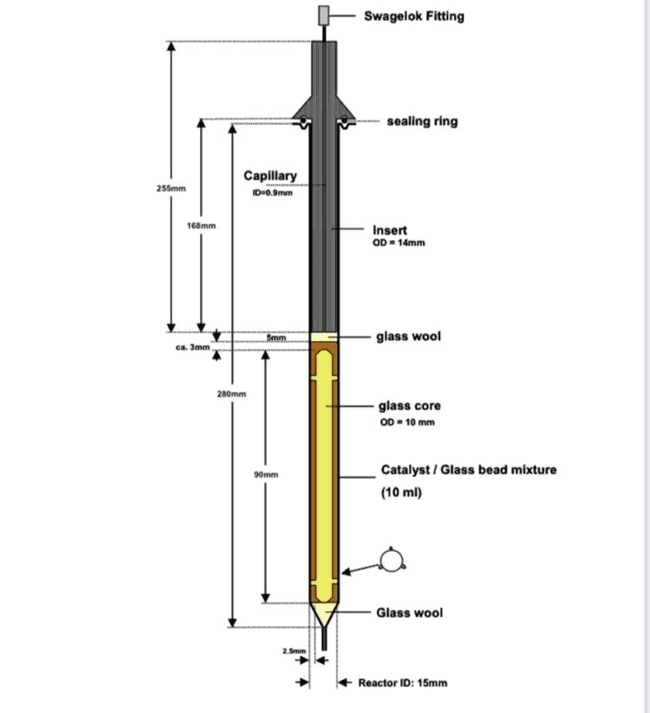 Swagelok Fitting
sealing ring
Capillary
ID=0.9mm
255mm
168mm
Insert
OD = 14mm
5mm
glass wool
ca. 3mm
280mm
glass core
OD = 10 mm
90mm
Catalyst / Glass bead mixture
(10 ml)
Glass wool
2.5mm
Reactor ID: 15mm